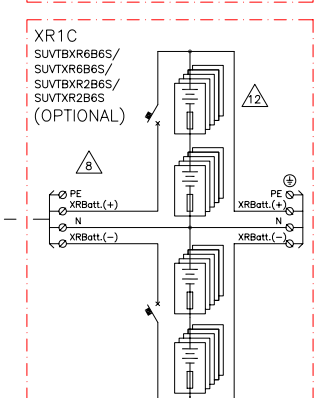 XR1C
SUVTBXR6B6S/
SUVTXR6B6S/
SUVTBXR2B6S/
SUVTXR2B6S
(OPTIONAL)
12
8
PE
XRBatt.(+)
N
XRBatt.(–)
PE
XRBatt.(+)
N
XRBatt.(–)